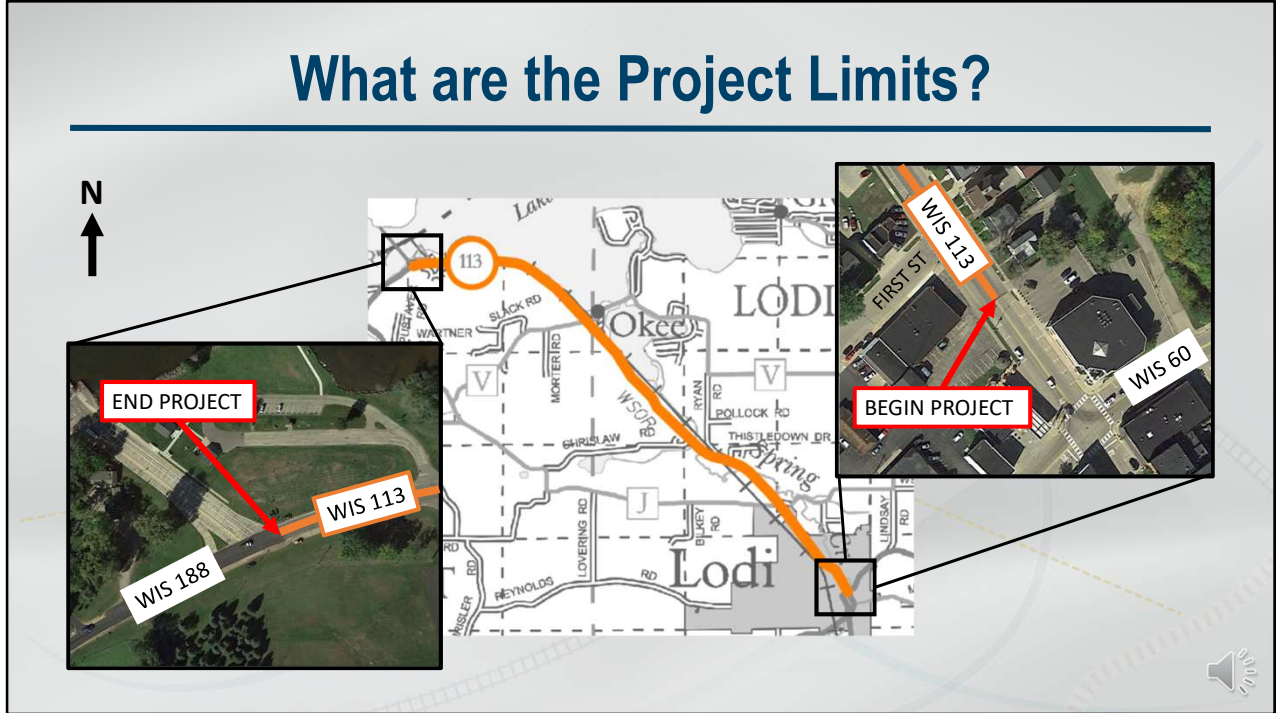 What are the Project Limits?
N
113
Lake
LODI
Okee
SLACK RD
WARTNER
MORTER RD
V
V
RYAN RD
POLLOCK RD
WSOR
THISTLEDOWN DR
Spring
J
LOVERING RD
BILKEY RD
LINDSAY RD
Lodi
REYNOLDS RD
RD
END PROJECT
WIS 113
WIS 188
WIS 113
FIRST ST
BEGIN PROJECT
WIS 60